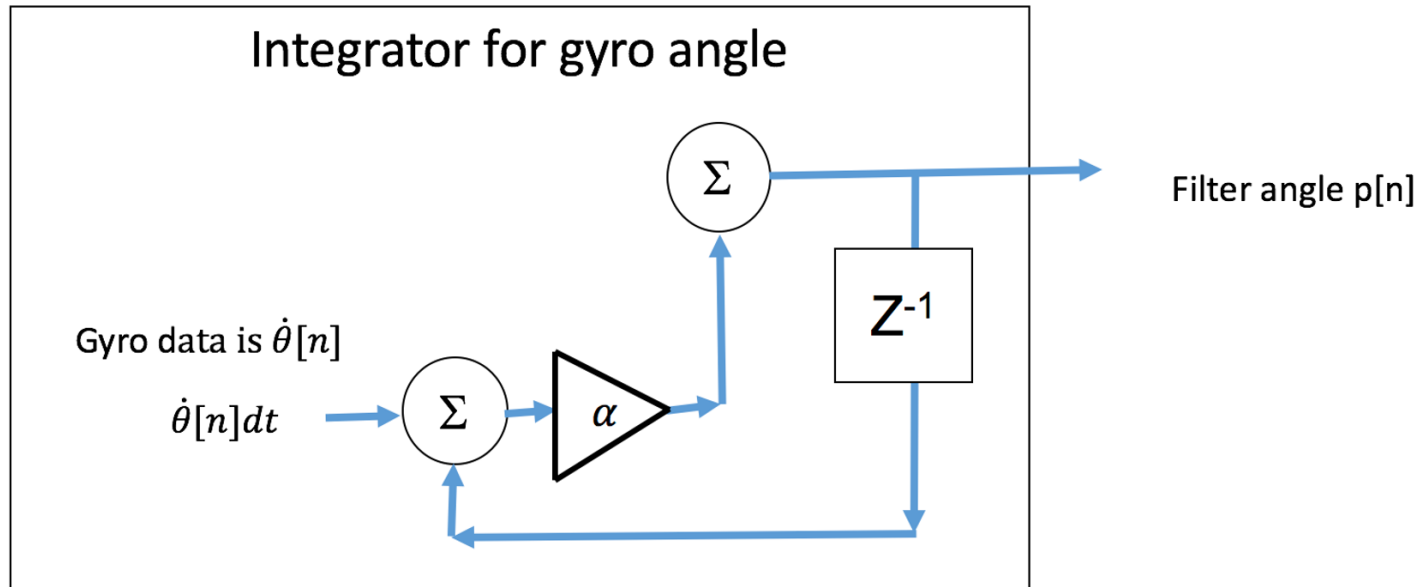 Integrator for gyro angle
Σ
Filter angle p[n]
Z⁻¹
Gyro data is θ̇[n]
θ̇[n]dt
Σ
α